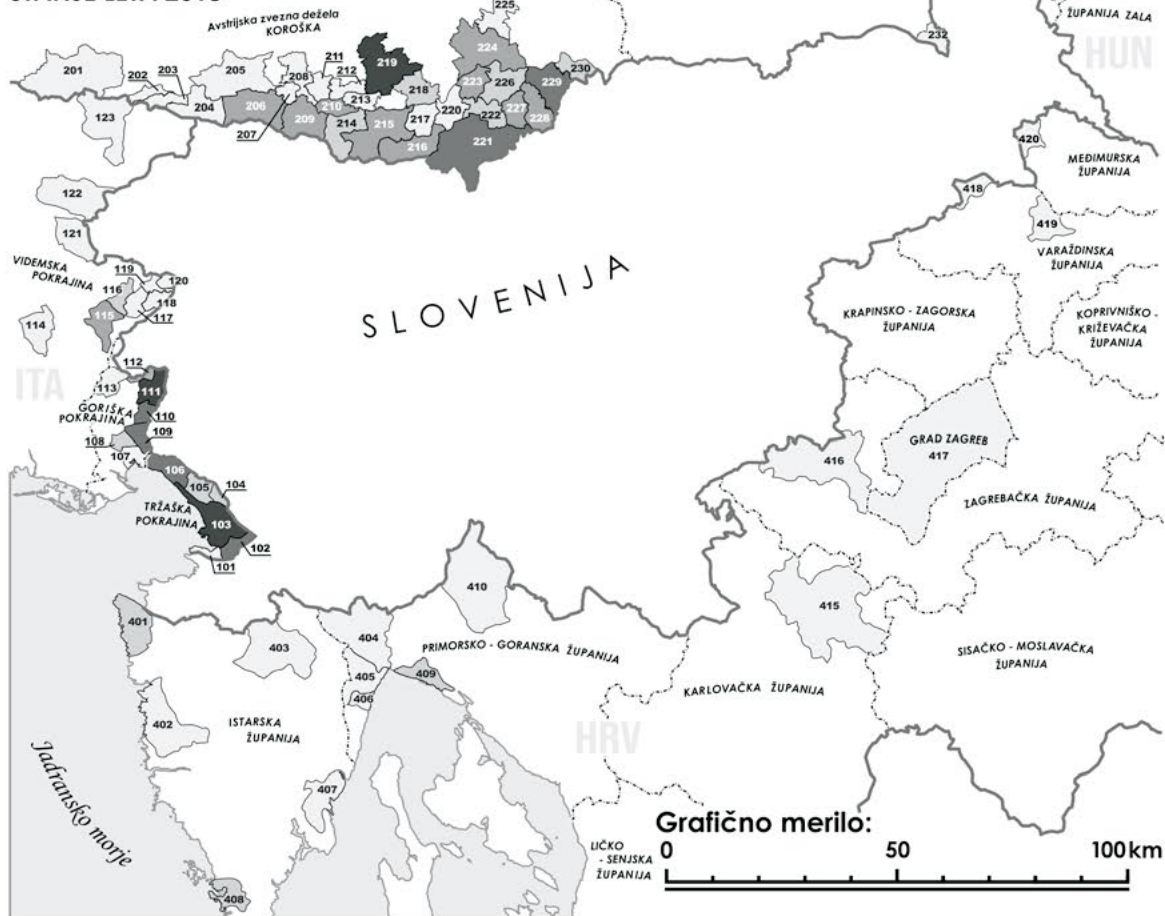 225
Avstrijska zvezna dežela
KOROŠKA
ŽUPANIJA ZALA
232
HUN
201
202
203
205
208
211
212
219
224
223
226
229
230
123
204
206
207
209
210
213
214
215
218
217
220
222
227
228
216
221
122
121
420
MEĐIMURSKA
ŽUPANIJA
418
419
VARAŽDINSKA
ŽUPANIJA
VIDEMSKA
POKRAJINA
119
120
116
118
115
117
114
SLOVENIJA
KRAPINSKO - ZAGORSKA
ŽUPANIJA
KOPRIVNIŠKO -
KRIŽEVAČKA
ŽUPANIJA
ITA
112
113
111
GORIŠKA
POKRAJINA
110
109
108
107
106
105
104
TRŽAŠKA
POKRAJINA
103
102
101
GRAD ZAGREB
417
416
ZAGREBAČKA ŽUPANIJA
410
415
401
403
404
PRIMORSKO - GORANSKA ŽUPANIJA
SISAČKO - MOSLAVAČKA
ŽUPANIJA
405
409
406
KARLOVAČKA ŽUPANIJA
402
ISTARSKA
ŽUPANIJA
HRV
Jadransko morje
407
408
LIČKO
- SENJSKA
ŽUPANIJA
Grafično merilo:
0 50 100 km